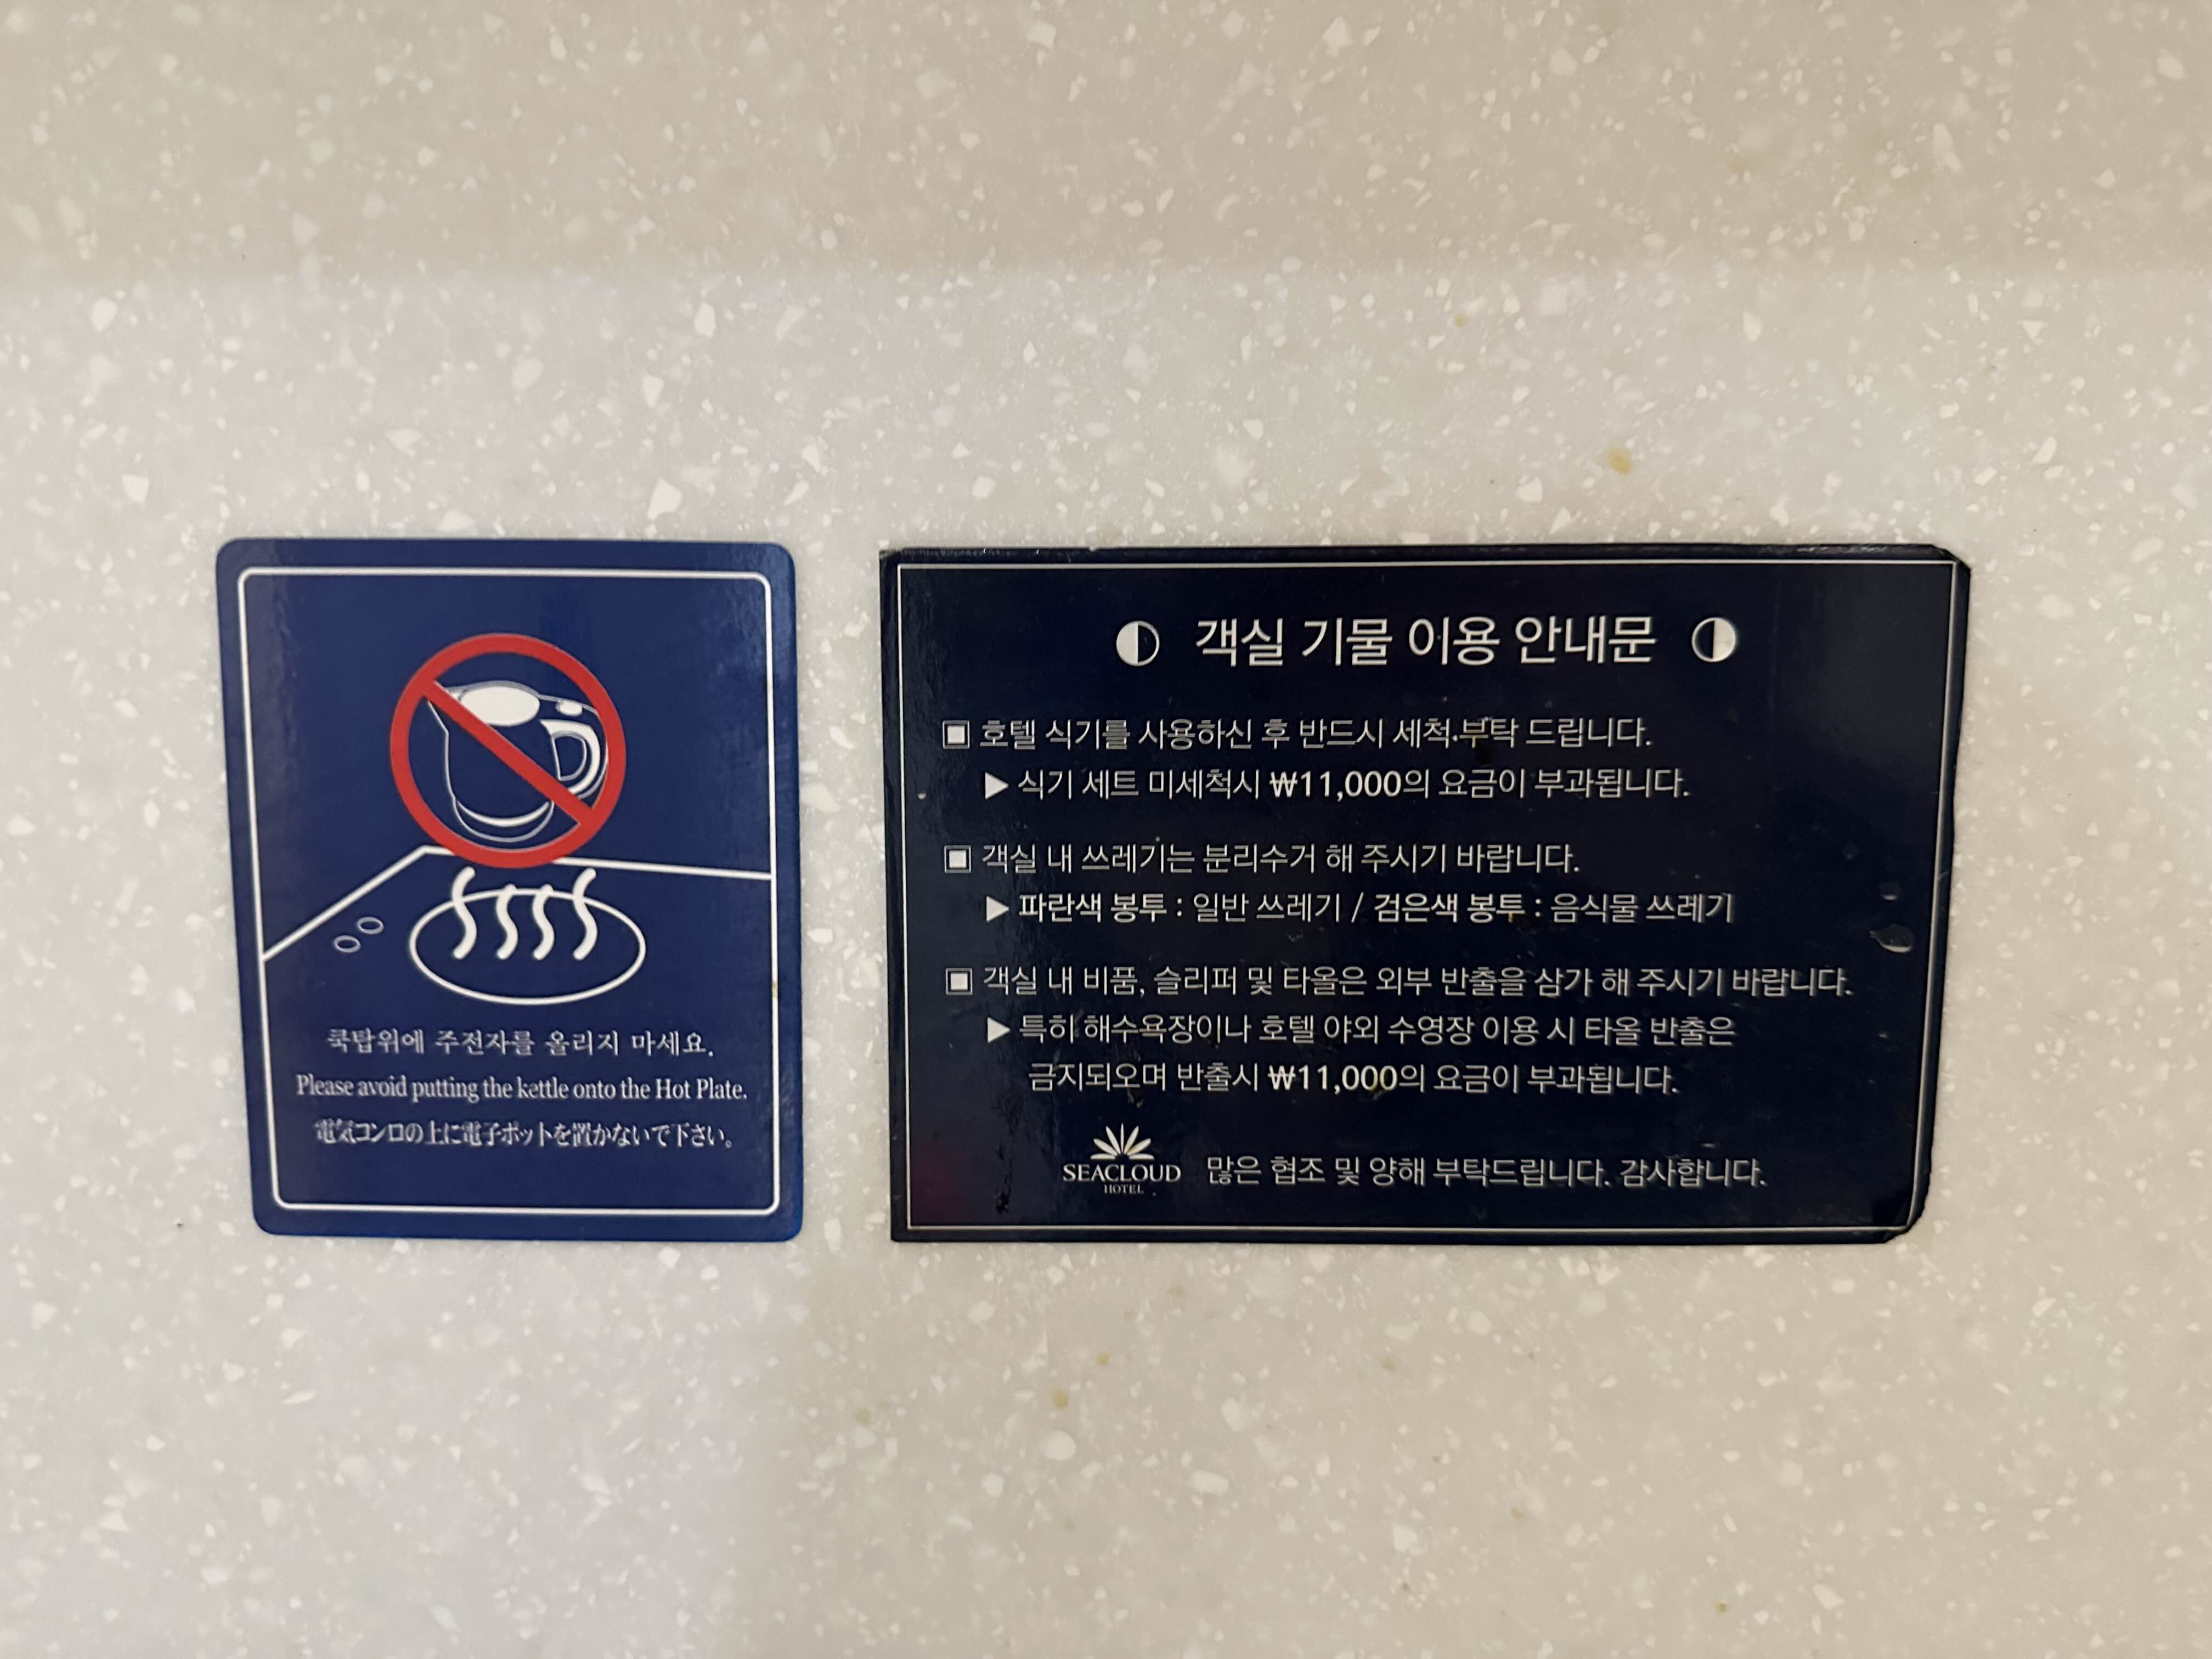 쿡탑위에 주전자를 올리지 마세요.
Please avoid putting the kettle onto the Hot Plate.
電気コンロの上に電子ポットを置かないで下さい。
객실 기물 이용 안내문
호텔 식기를 사용하신 후 반드시 세척 부탁 드립니다.
▶ 식기 세트 미세척시 ₩11,000의 요금이 부과됩니다.
객실 내 쓰레기는 분리수거 해 주시기 바랍니다.
▶ 파란색 봉투 : 일반 쓰레기 / 검은색 봉투 : 음식물 쓰레기
객실 내 비품, 슬리퍼 및 타올은 외부 반출을 삼가 해 주시기 바랍니다.
▶ 특히 해수욕장이나 호텔 야외 수영장 이용 시 타올 반출은
금지되오며 반출시 ₩11,000의 요금이 부과됩니다.
SEACLOUD
HOTEL
많은 협조 및 양해 부탁드립니다. 감사합니다.